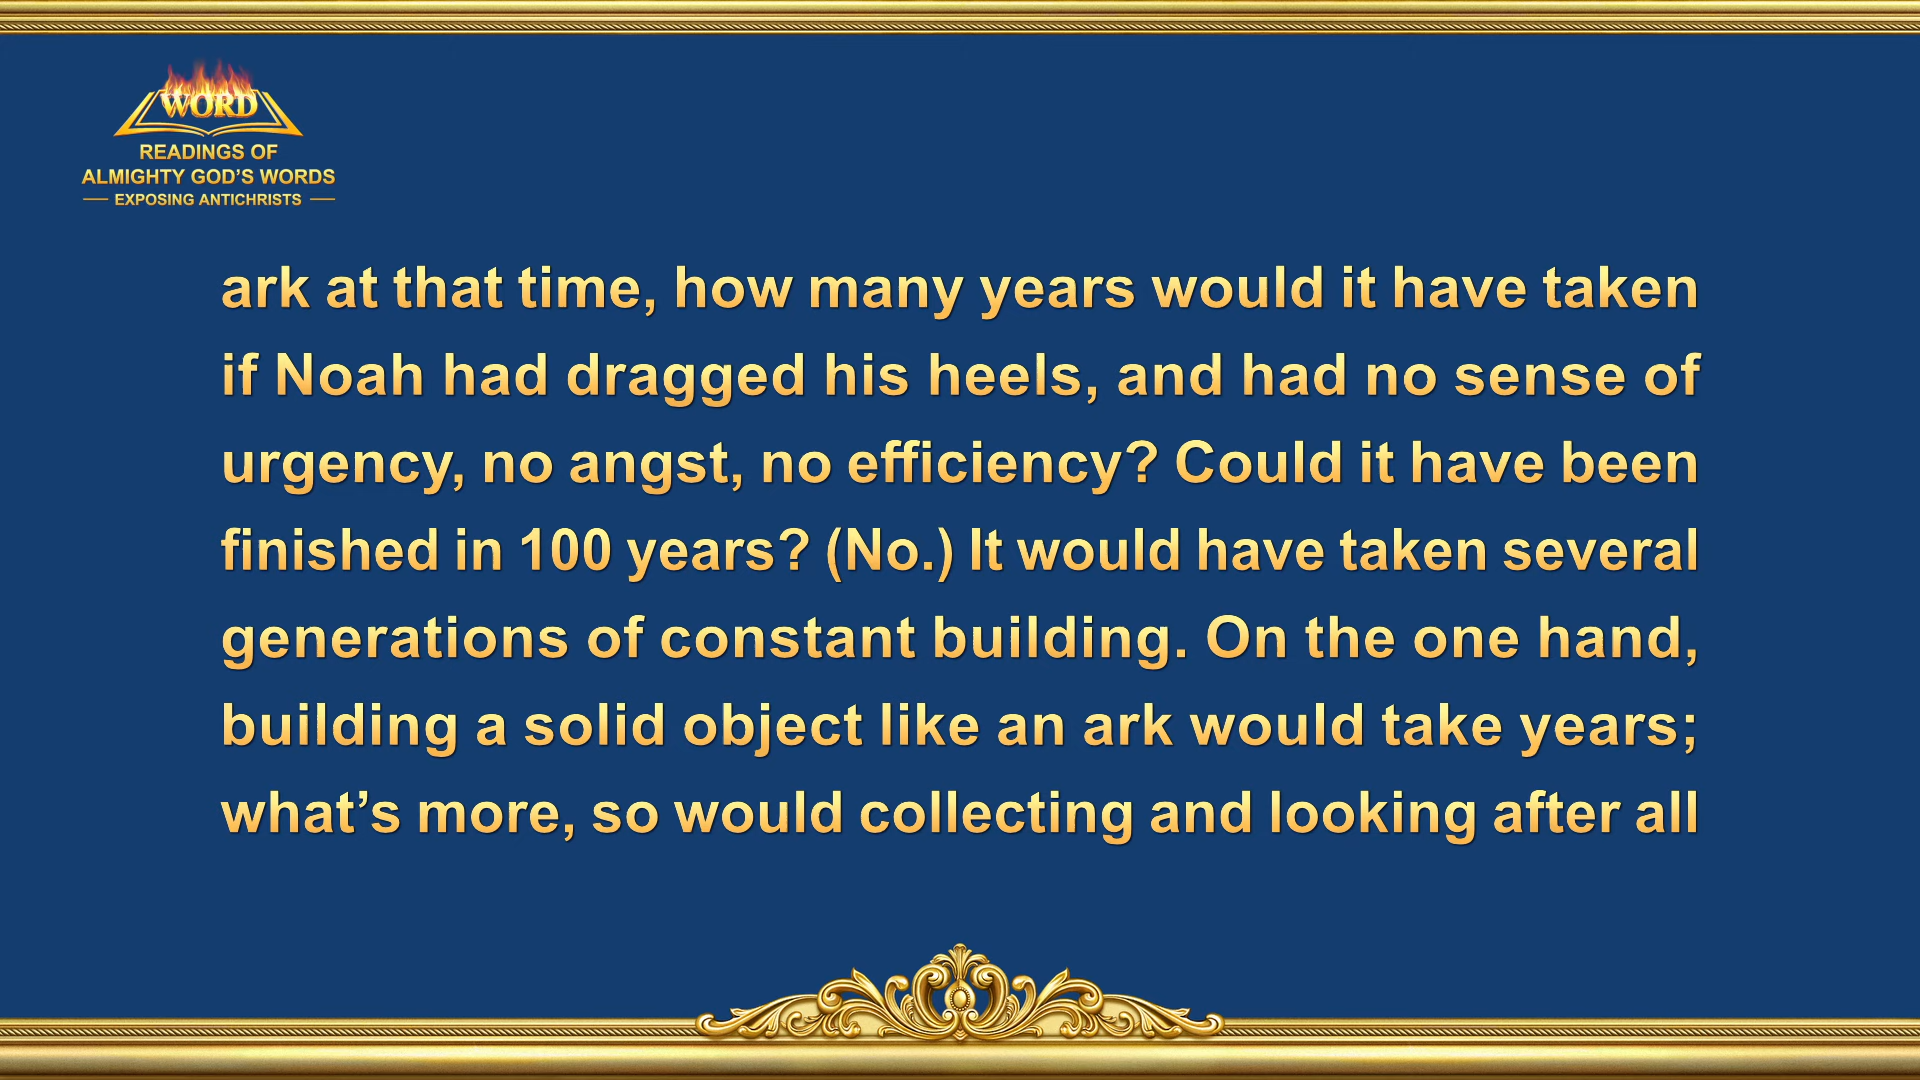 WORD
READINGS OF
ALMIGHTY GOD’S WORDS
EXPOSING ANTICHRISTS
ark at that time, how many years would it have taken
if Noah had dragged his heels, and had no sense of
urgency, no angst, no efficiency? Could it have been
finished in 100 years? (No.) It would have taken several
generations of constant building. On the one hand,
building a solid object like an ark would take years;
what’s more, so would collecting and looking after all